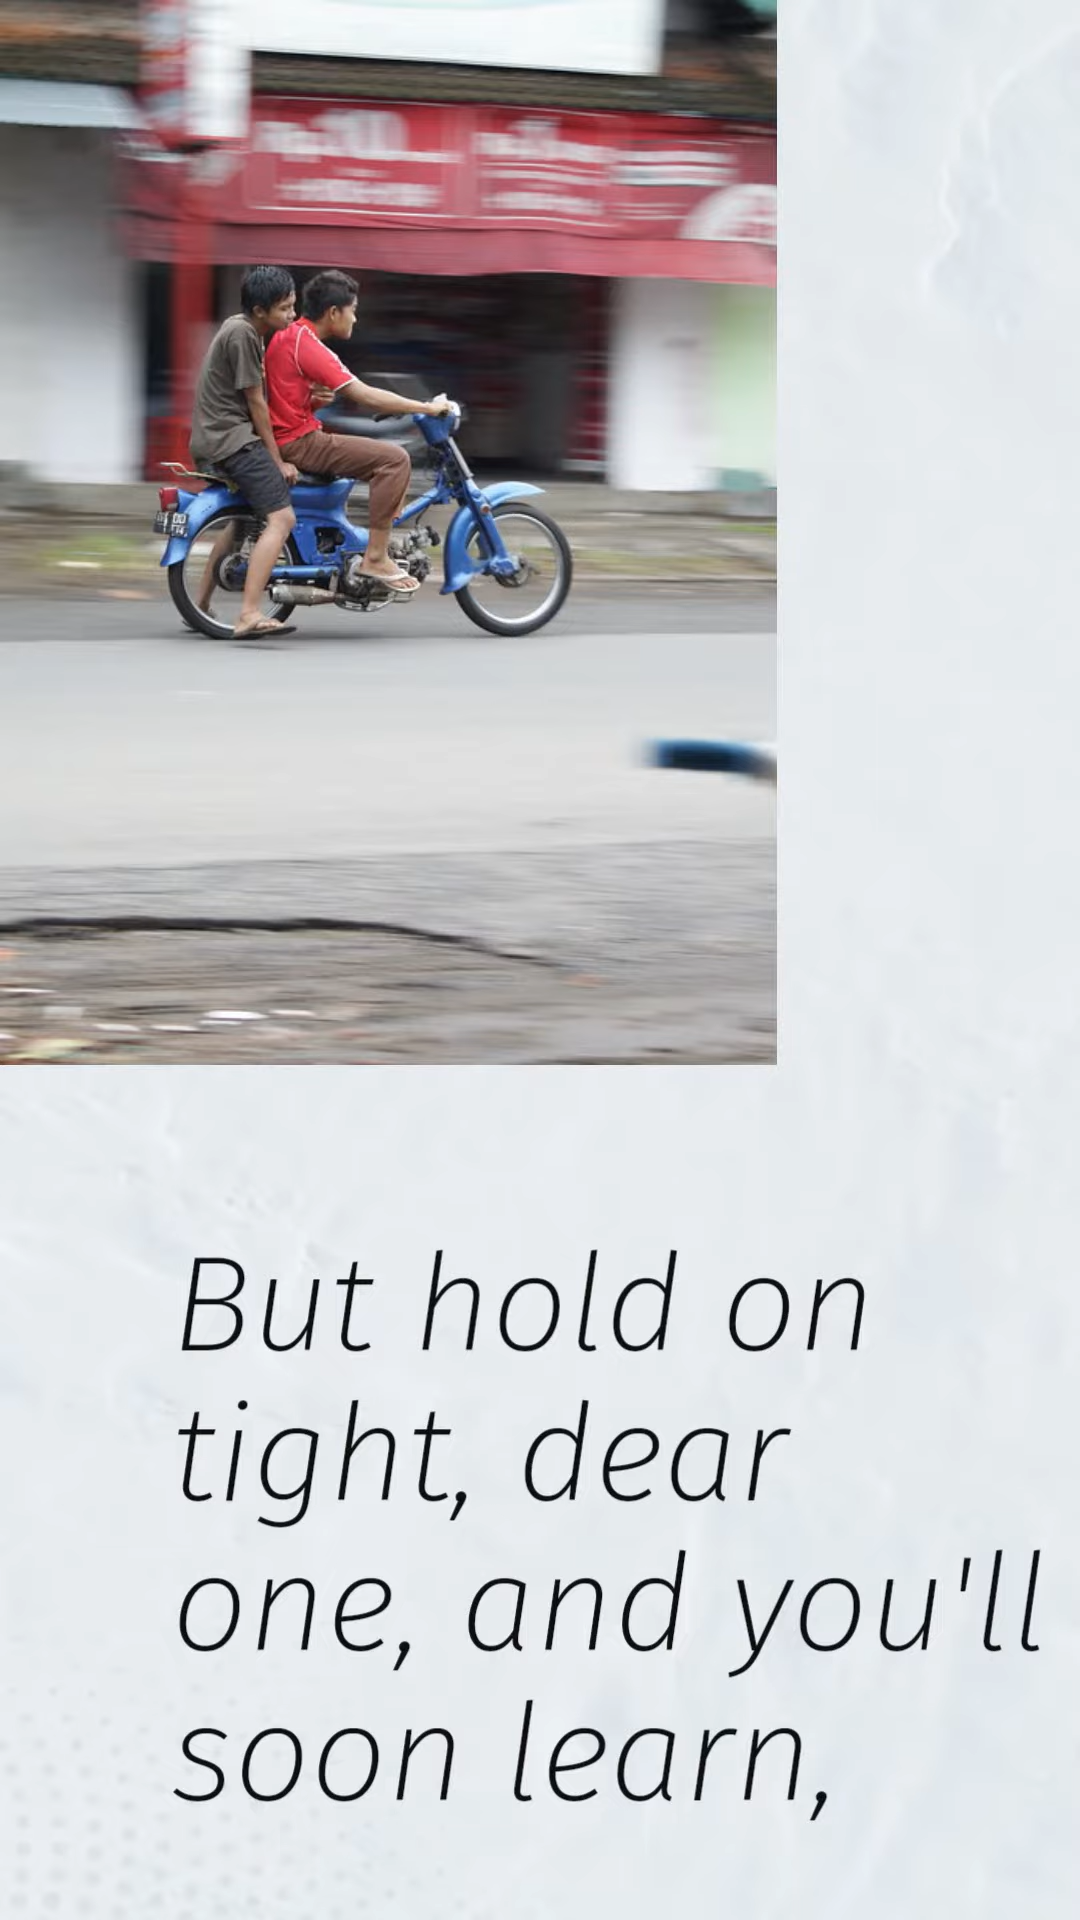 But hold on
tight, dear
one, and you'll
soon learn,